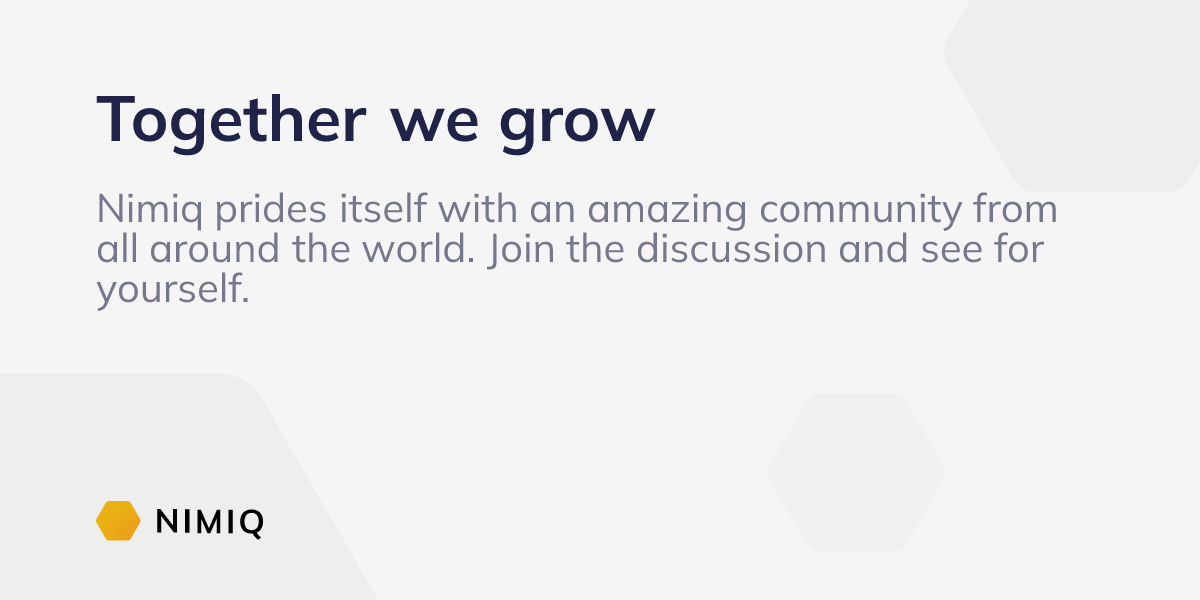 Together we grow
Nimiq prides itself with an amazing community from
all around the world. Join the discussion and see for
yourself.
NIMIQ